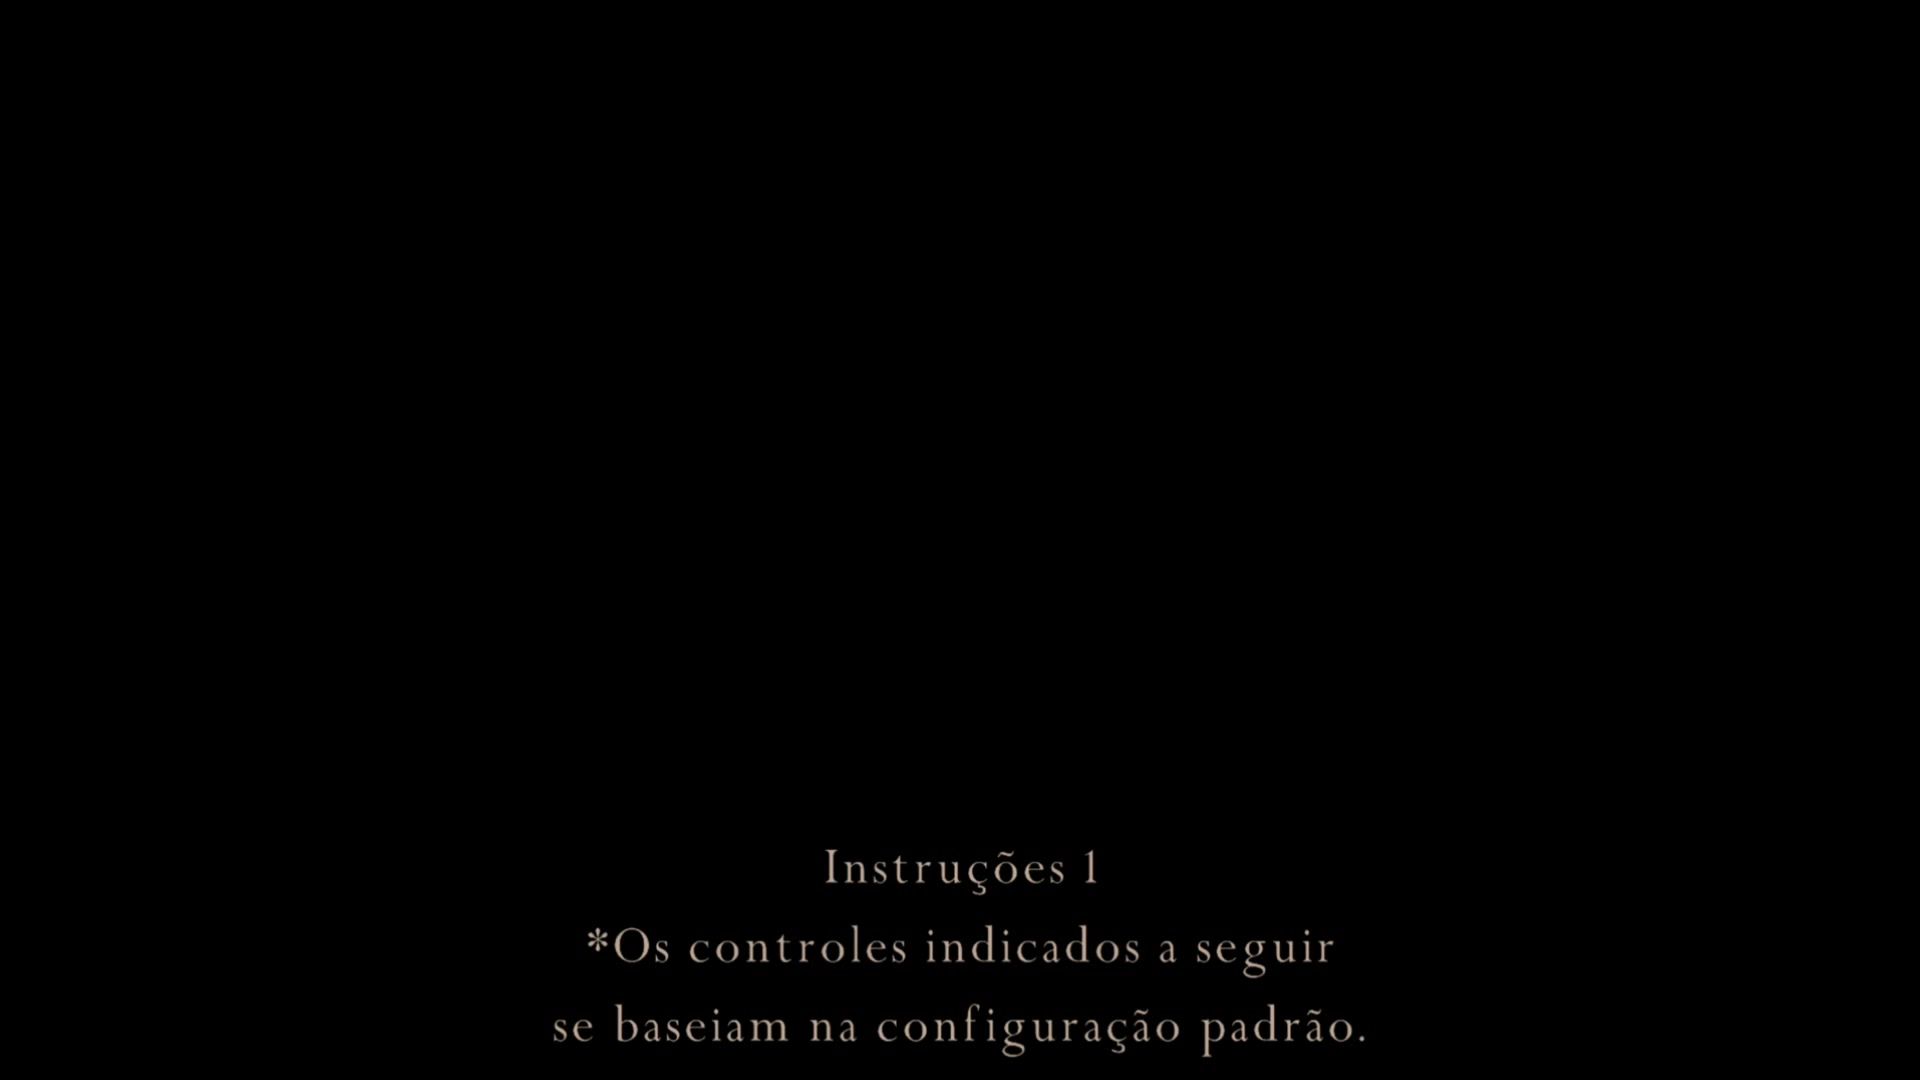 Instruções 1
*Os controles indicados a seguir
se baseiam na configuração padrão.